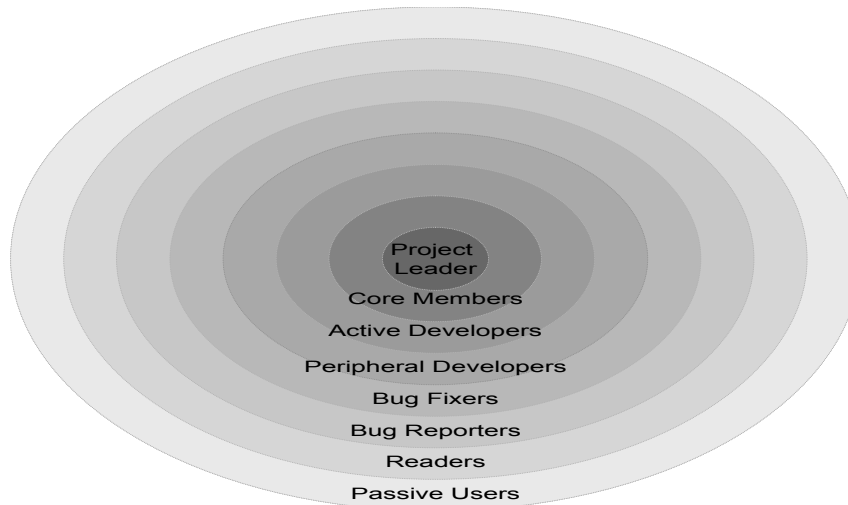 Project
Leader
Core Members
Active Developers
Peripheral Developers
Bug Fixers
Bug Reporters
Readers
Passive Users